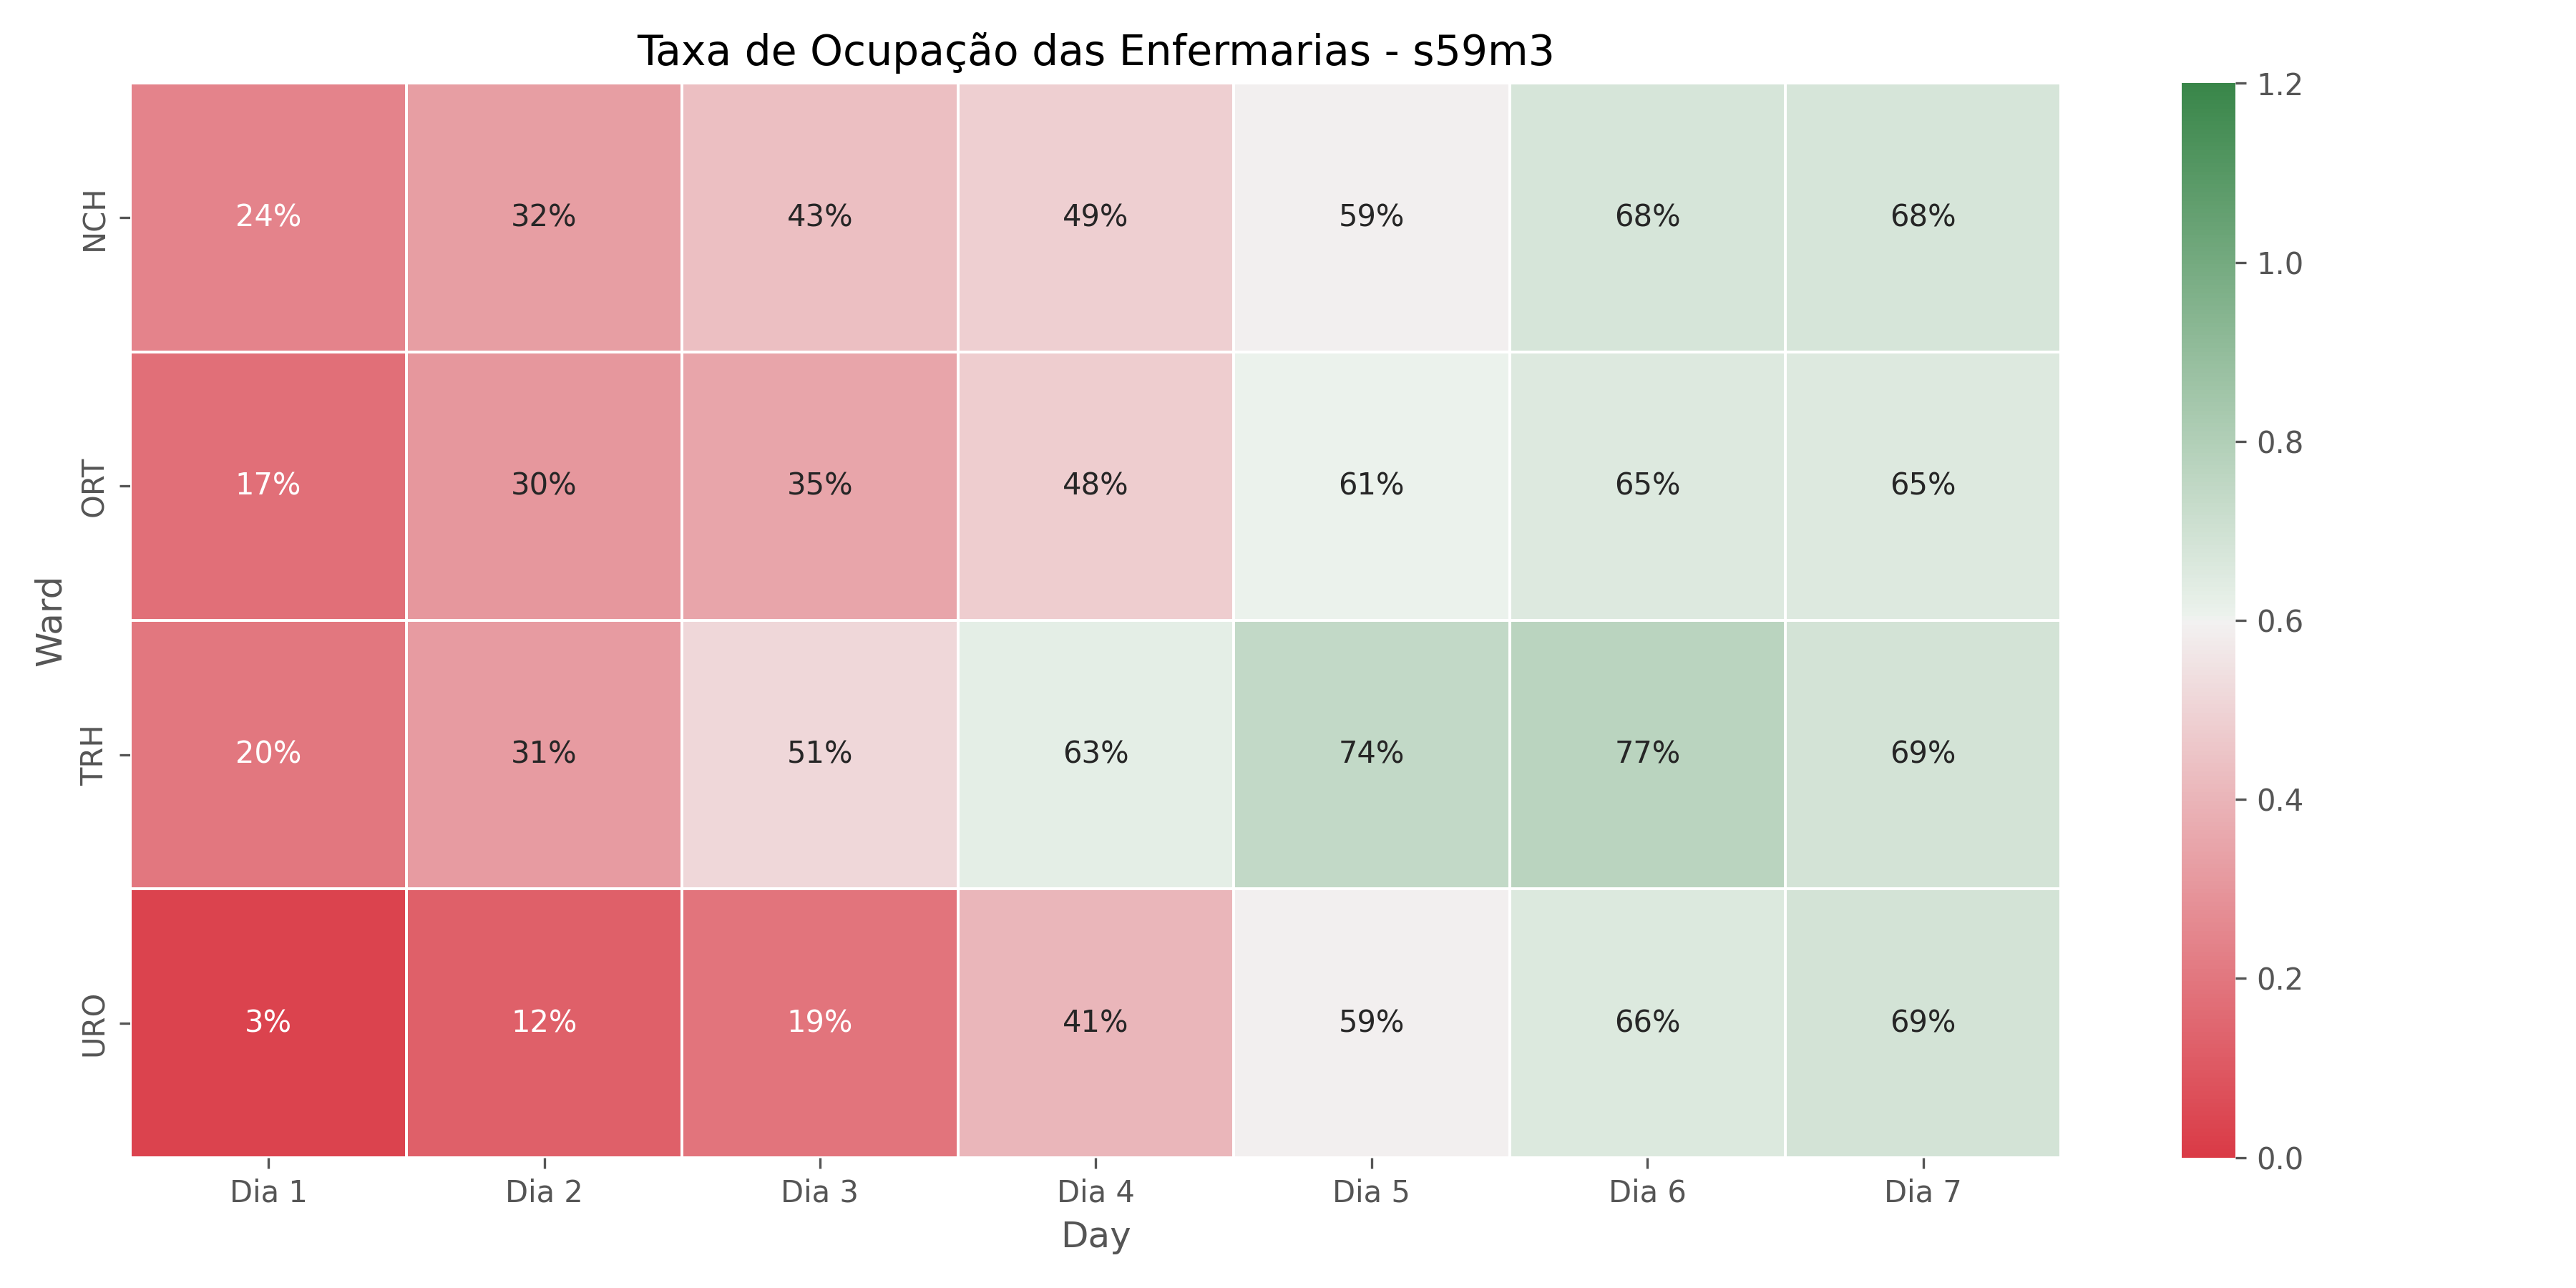 Taxa de Ocupação das Enfermarias - s59m3
Ward
NCH
24% 32% 43% 49% 59% 68% 68%
ORT
17% 30% 35% 48% 61% 65% 65%
TRH
20% 31% 51% 63% 74% 77% 69%
URO
3% 12% 19% 41% 59% 66% 69%
Dia 1 Dia 2 Dia 3 Dia 4 Dia 5 Dia 6 Dia 7
Day
1.2
1.0
0.8
0.6
0.4
0.2
0.0